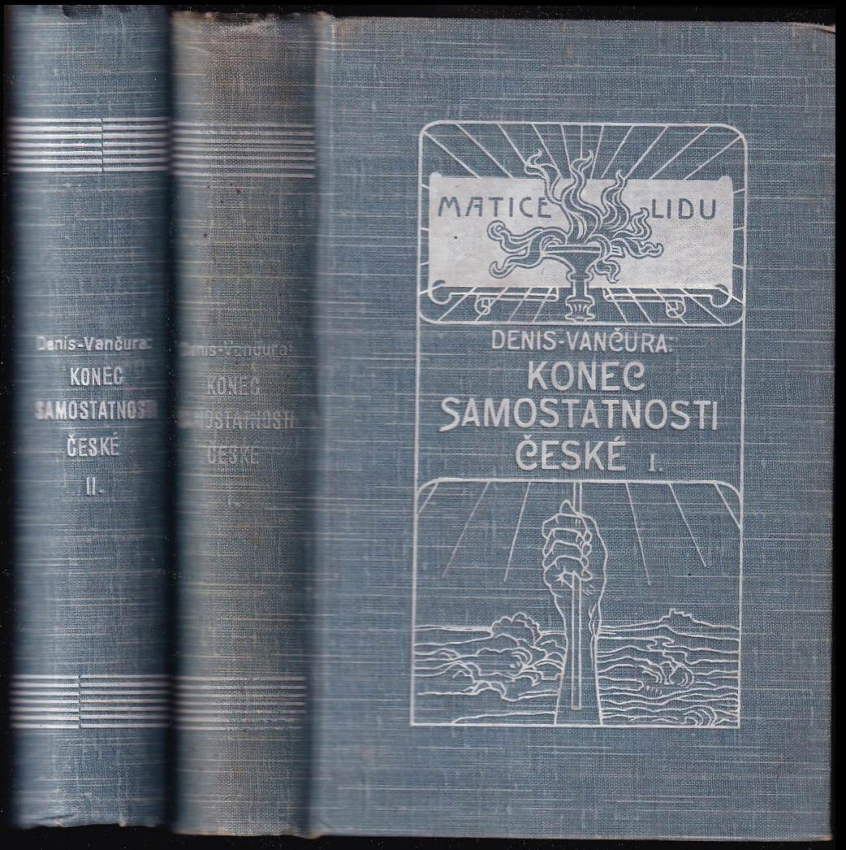 Denis-Vančura:
KONEC
SAMOSTATNOSTI
ČESKÉ
II.
Denis-Vančura:
KONEC
SAMOSTATNOSTI
ČESKÉ
I.
MATICE LIDU
DENIS-VANČURA:
KONEC
SAMOSTATNOSTI
ČESKÉ I.